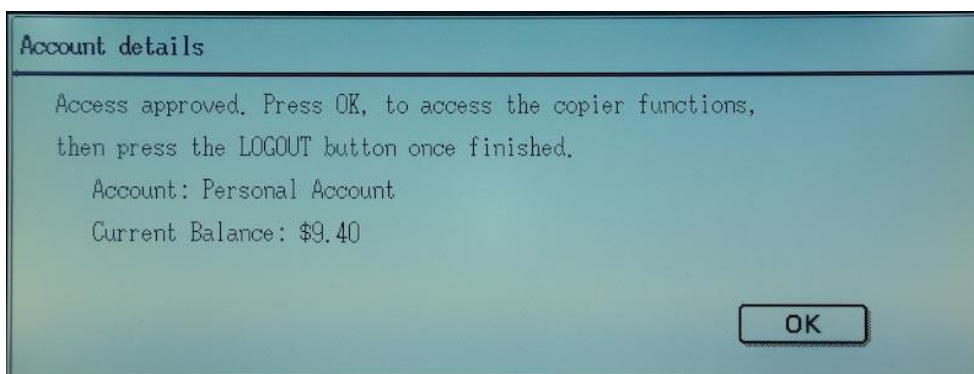 Account details
Access approved. Press OK, to access the copier functions,
then press the LOGOUT button once finished.
Account: Personal Account
Current Balance: $9.40
OK